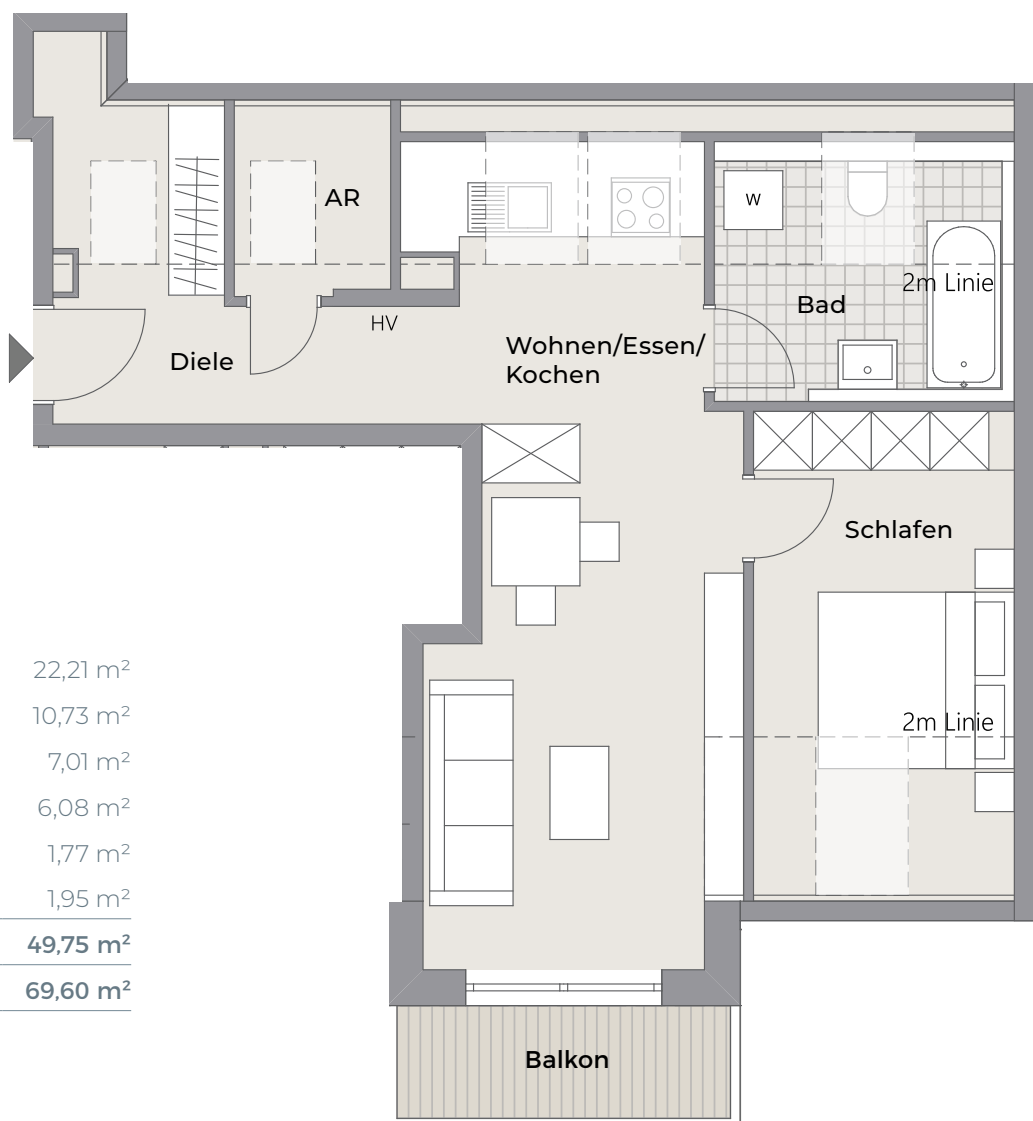 AR
W
2m Linie
Bad
HV
Wohnen/Essen/
Kochen
Diele
Schlafen
22,21 m²
10,73 m²
7,01 m²
6,08 m²
1,77 m²
1,95 m²
49,75 m²
69,60 m²
2m Linie
Balkon